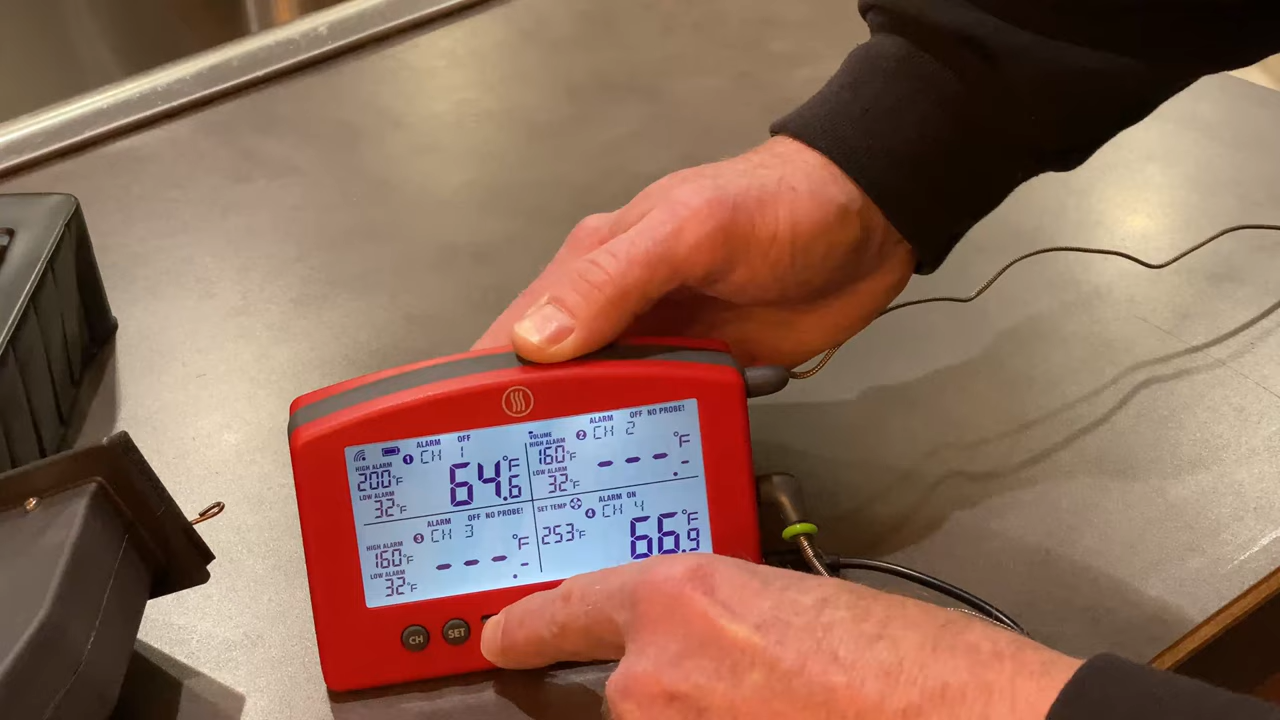 ALARM OFF
CH 1
HIGH ALARM
200°F
64.6°F
LOW ALARM
32°F
VOLUME
ALARM OFF NO PROBE!
2 CH 2
HIGH ALARM
160°F
---.-°F
LOW ALARM
32°F
ALARM OFF NO PROBE!
3 CH 3
HIGH ALARM
160°F
---.-°F
LOW ALARM
32°F
SET TEMP
ALARM ON
4 CH 4
253°F
66.9°F
CH
SET